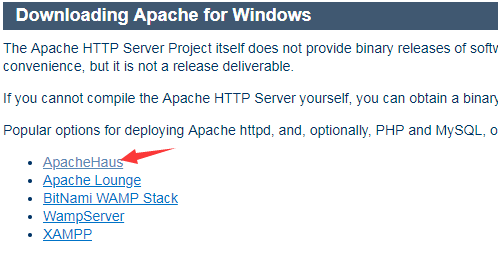 Downloading Apache for Windows
The Apache HTTP Server Project itself does not provide binary releases of
convenience, but it is not a release deliverable.
If you cannot compile the Apache HTTP Server yourself, you can obtain a binary
Popular options for deploying Apache httpd, and, optionally, PHP and MySQL,
ApacheHaus
Apache Lounge
BitNami WAMP Stack
WampServer
XAMPP